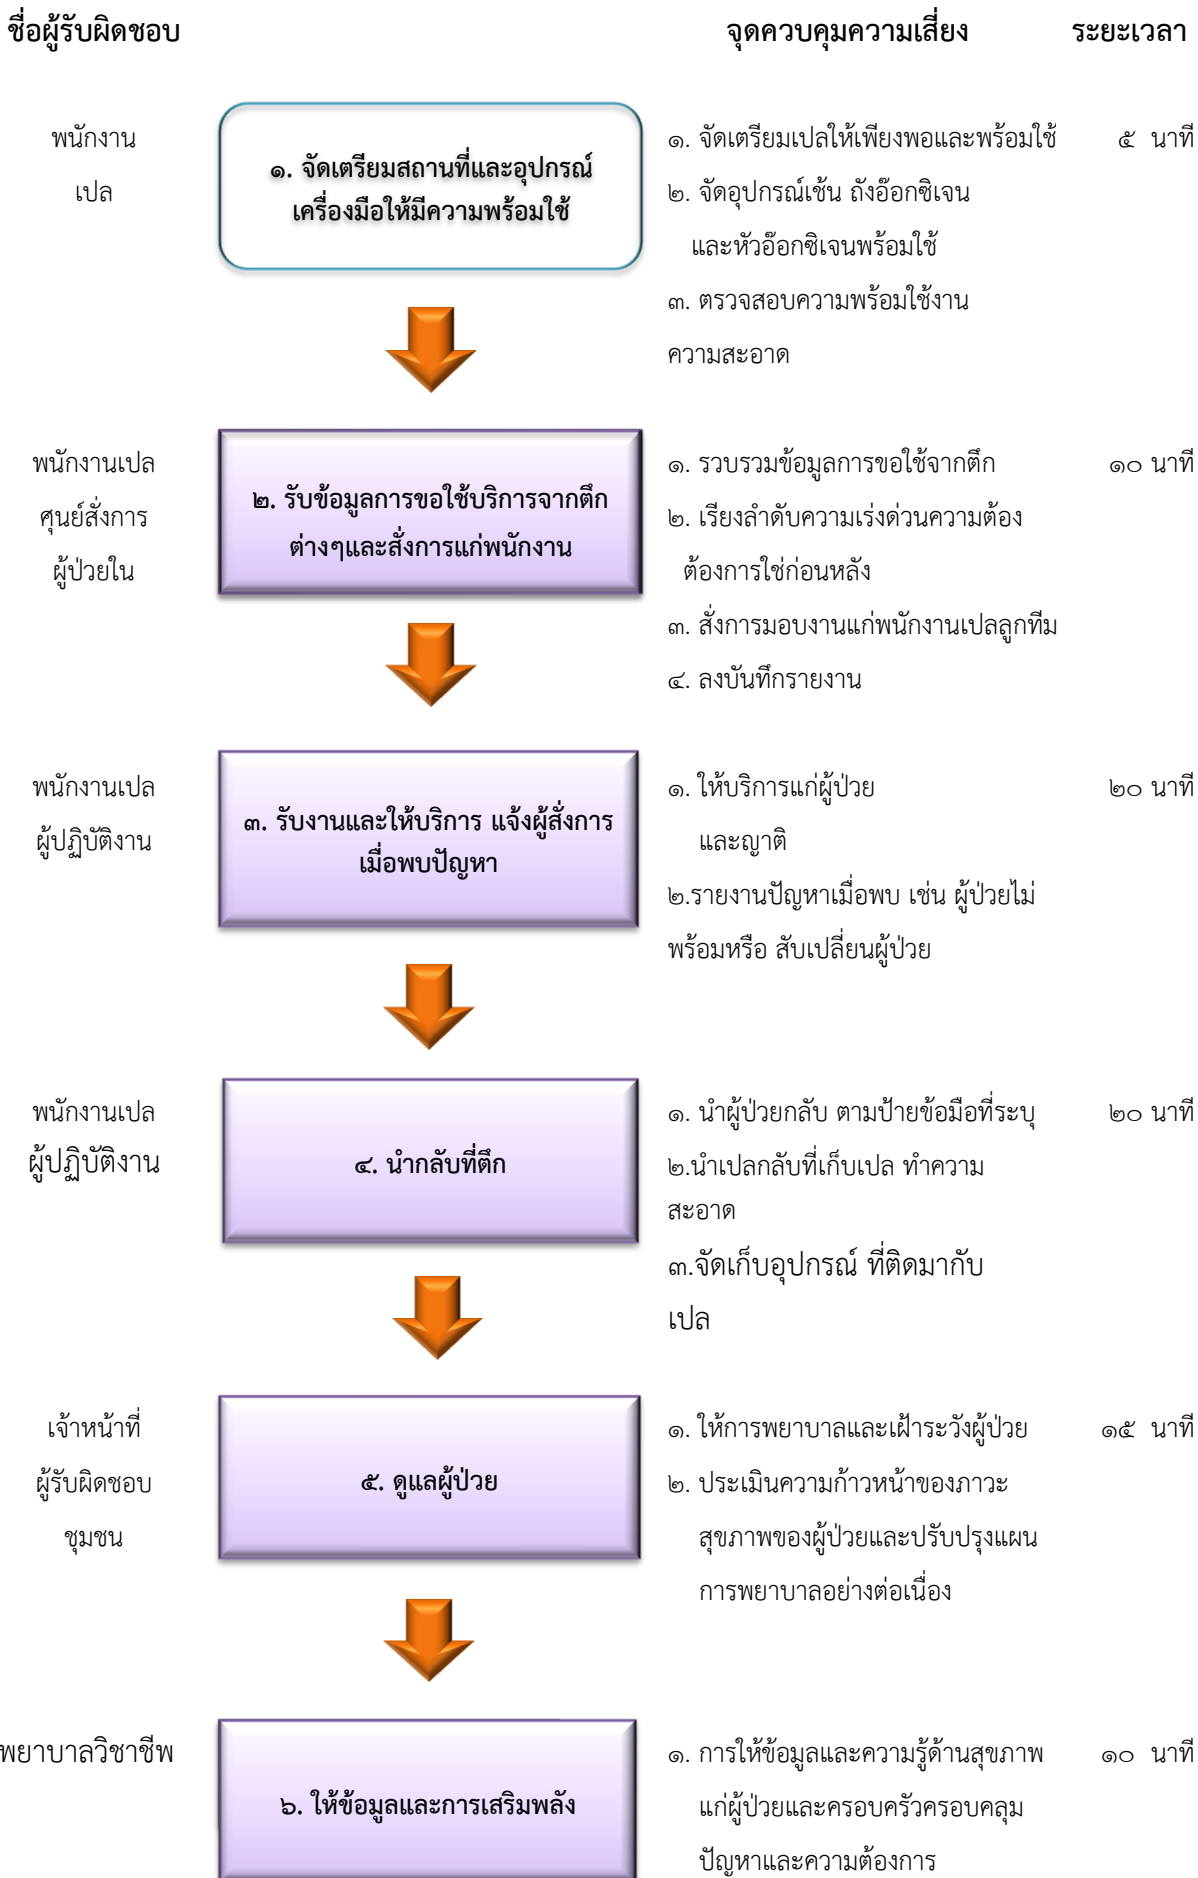 ชื่อผู้รับผิดชอบ
จุดควบคุมความเสี่ยง
ระยะเวลา
พนักงาน
เปล
๑. จัดเตรียมสถานที่และอุปกรณ์
เครื่องมือให้มีความพร้อมใช้
๑. จัดเตรียมเปลให้เพียงพอและพร้อมใช้
๒. จัดอุปกรณ์เช้น ถังอ๊อกซิเจน
และหัวอ๊อกซิเจนพร้อมใช้
๓. ตรวจสอบความพร้อมใช้งาน
ความสะอาด
๕ นาที
พนักงานเปล
ศูนย์สั่งการ
ผู้ป่วยใน
๒. รับข้อมูลการขอใช้บริการจากตึก
ต่างๆและสั่งการแก่พนักงาน
๑. รวบรวมข้อมูลการขอใช้จากตึก
๒. เรียงลำดับความเร่งด่วนความต้อง
ต้องการใช่ก่อนหลัง
๓. สั่งการมอบงานแก่พนักงานเปลลูกทีม
๔. ลงบันทึกรายงาน
๑๐ นาที
พนักงานเปล
ผู้ปฏิบัติงาน
๓. รับงานและให้บริการ แจ้งผู้สั่งการ
เมื่อพบปัญหา
๑. ให้บริการแก่ผู้ป่วย
และญาติ
๒.รายงานปัญหาเมื่อพบ เช่น ผู้ป่วยไม่
พร้อมหรือ สับเปลี่ยนผู้ป่วย
๒๐ นาที
พนักงานเปล
ผู้ปฏิบัติงาน
๔. นำกลับที่ตึก
๑. นำผู้ป่วยกลับ ตามป้ายข้อมือที่ระบุ
๒.นำเปลกลับที่เก็บเปล ทำความ
สะอาด
๓.จัดเก็บอุปกรณ์ ที่ติดมากับ
เปล
๒๐ นาที
เจ้าหน้าที่
ผู้รับผิดชอบ
ชุมชน
๕. ดูแลผู้ป่วย
๑. ให้การพยาบาลและเฝ้าระวังผู้ป่วย
๒. ประเมินความก้าวหน้าของภาวะ
สุขภาพของผู้ป่วยและปรับปรุงแผน
การพยาบาลอย่างต่อเนื่อง
๑๕ นาที
พยาบาลวิชาชีพ
๖. ให้ข้อมูลและการเสริมพลัง
๑. การให้ข้อมูลและความรู้ด้านสุขภาพ
แก่ผู้ป่วยและครอบครัวครอบคลุม
ปัญหาและความต้องการ
๑๐ นาที